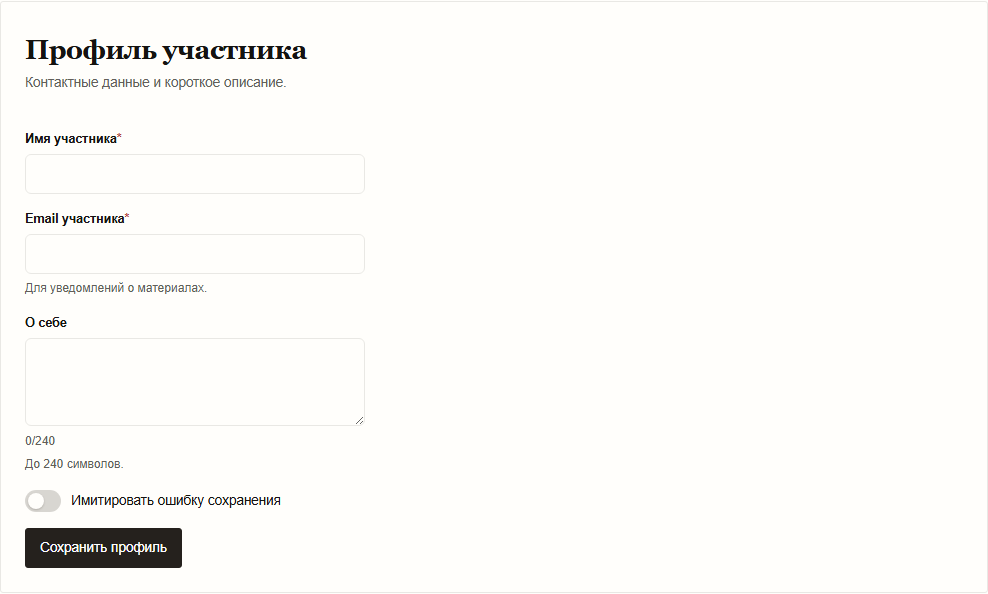 Профиль участника
Контактные данные и короткое описание.
Имя участника*
Email участника*
Для уведомлений о материалах.
О себе
0/240
До 240 символов.
Имитировать ошибку сохранения
Сохранить профиль